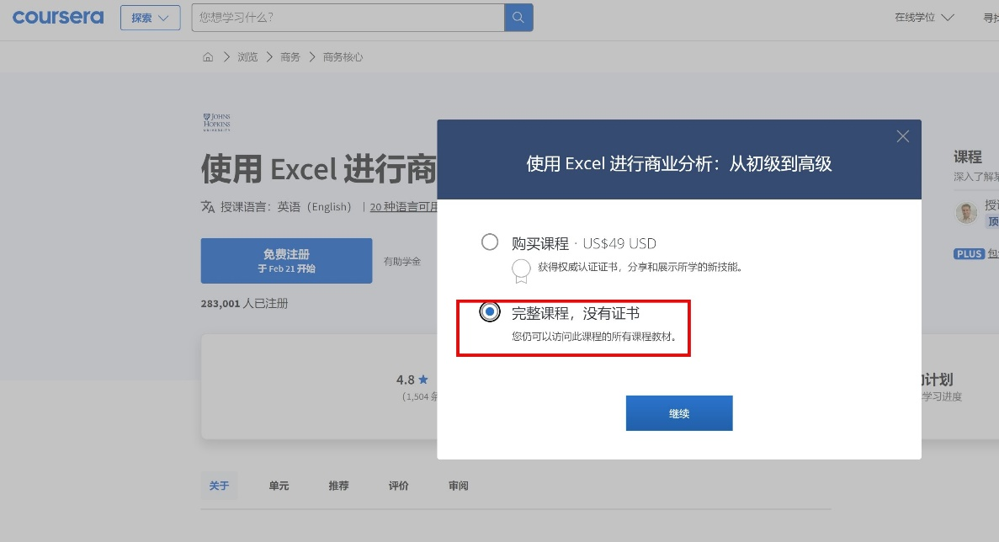 coursera
探索
您想学习什么?
在线学位
寻找
浏览
商务
商务核心
JOHNS
HOPKINS
UNIVERSITY
使用 Excel 进行商
授课语言：英语（English）
20 种语言可用
免费注册
于 Feb 21 开始
有助学金
283,001 人已注册
4.8
(1,504 条
使用 Excel 进行商业分析：从初级到高级
购买课程 · US$49 USD
获得权威认证证书，分享和展示所学的新技能。
完整课程，没有证书
您仍可以访问此课程的所有课程教材。
继续
课程
深入了解某
授课
顶
PLUS 包
计划
学习进度
关于
单元
推荐
评价
审阅